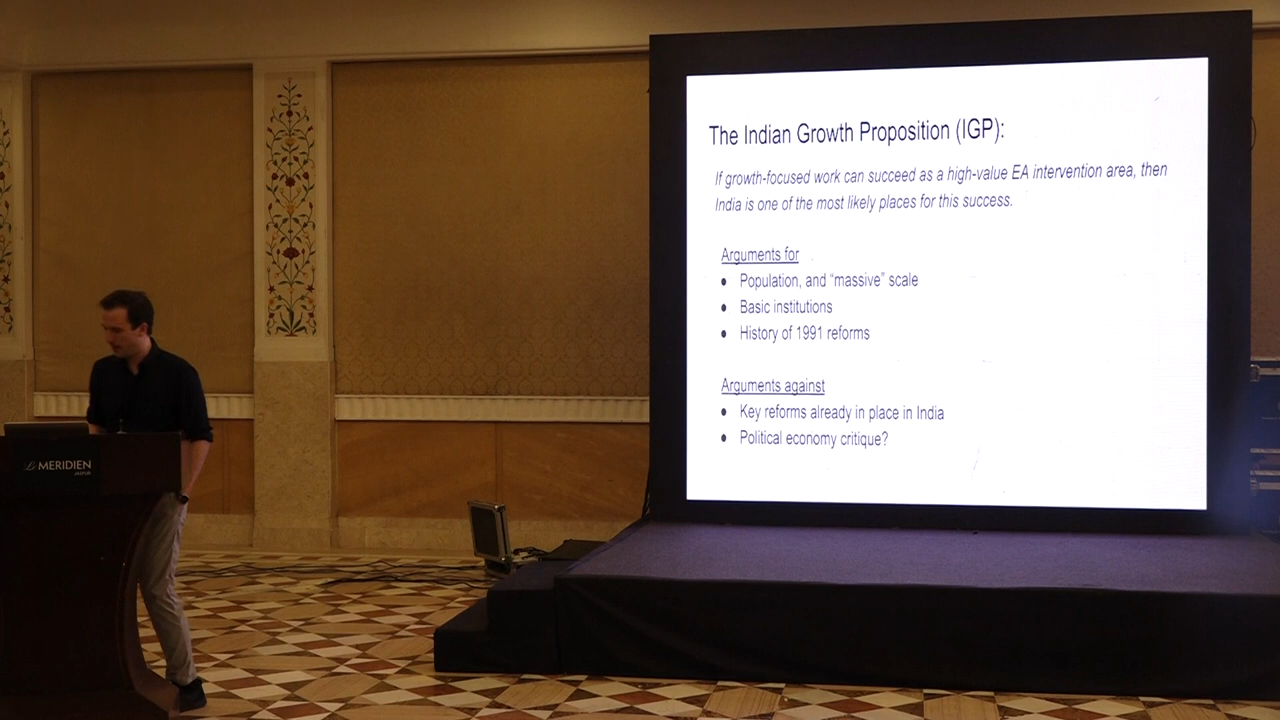 The Indian Growth Proposition (IGP):
If growth-focused work can succeed as a high-value EA intervention area, then
India is one of the most likely places for this success.
Arguments for
• Population, and “massive” scale
• Basic institutions
• History of 1991 reforms
Arguments against
• Key reforms already in place in India
• Political economy critique?
Le MERIDIEN
JAIPUR